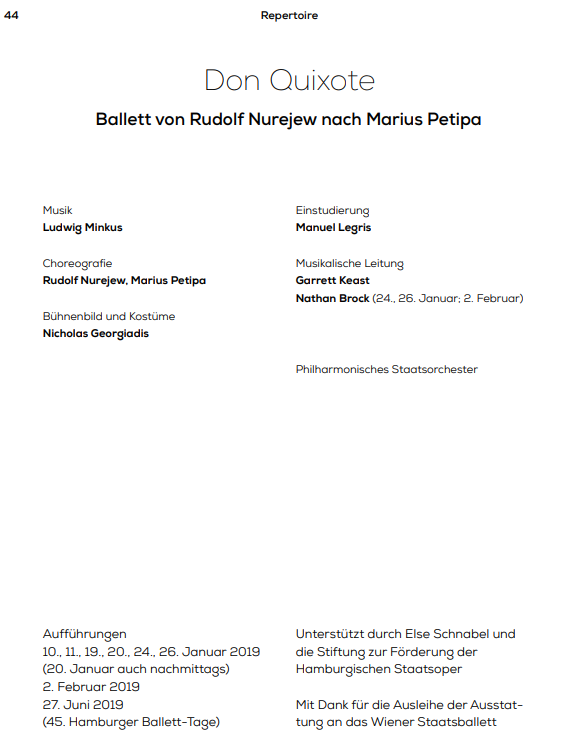 44
Repertoire
Don Quixote
Ballett von Rudolf Nurejew nach Marius Petipa
Musik
Ludwig Minkus
Choreografie
Rudolf Nurejew, Marius Petipa
Bühnenbild und Kostüme
Nicholas Georgiadis
Einstudierung
Manuel Legris
Musikalische Leitung
Garrett Keast
Nathan Brock (24., 26. Januar; 2. Februar)
Philharmonisches Staatsorchester
Aufführungen
10., 11., 19., 20., 24., 26. Januar 2019
(20. Januar auch nachmittags)
2. Februar 2019
27. Juni 2019
(45. Hamburger Ballett-Tage)
Unterstützt durch Else Schnabel und
die Stiftung zur Förderung der
Hamburgischen Staatsoper
Mit Dank für die Ausleihe der Ausstat-
tung an das Wiener Staatsballett